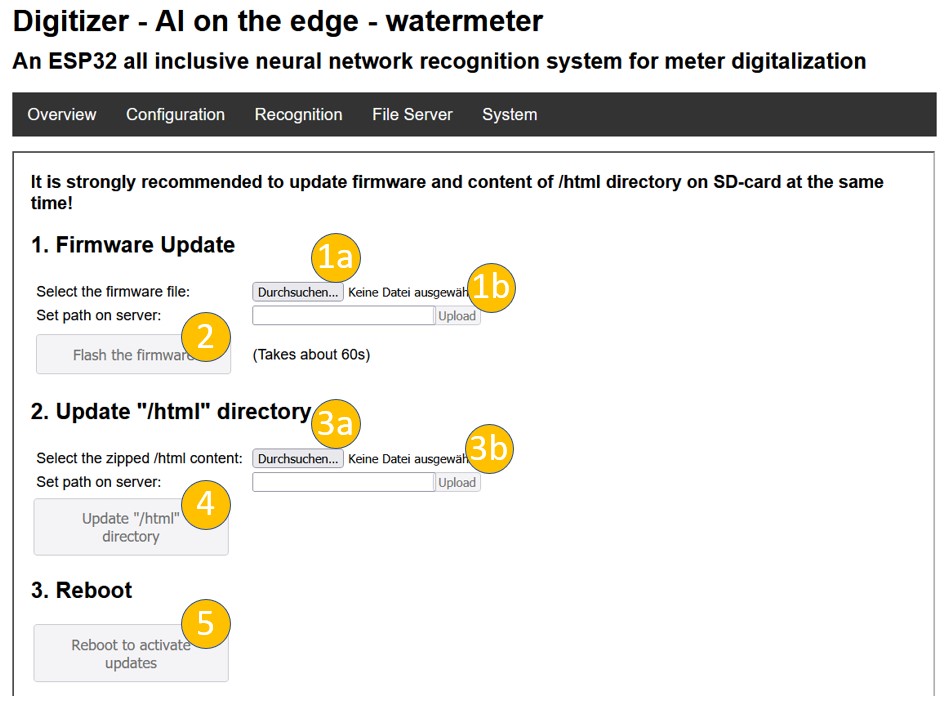 Digitizer - AI on the edge - watermeter
An ESP32 all inclusive neural network recognition system for meter digitalization
Overview Configuration Recognition File Server System
It is strongly recommended to update firmware and content of /html directory on SD-card at the same
time!
1. Firmware Update
1a
Select the firmware file: Durchsuchen... Keine Datei ausgewäh
1b
Set path on server: Upload
2
Flash the firmware (Takes about 60s)
2. Update "/html" directory
3a
Select the zipped /html content: Durchsuchen... Keine Datei ausgewäh
3b
Set path on server: Upload
4
Update "/html"
directory
3. Reboot
5
Reboot to activate
updates